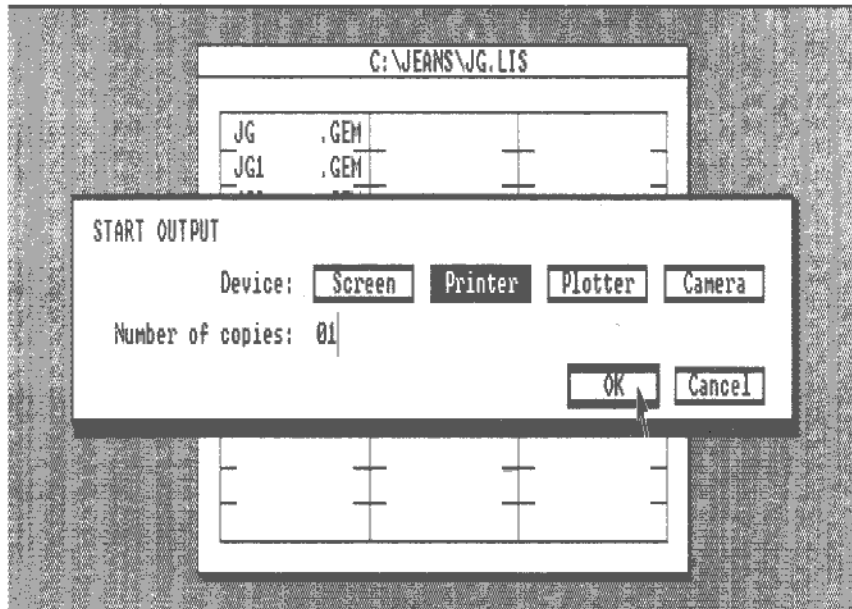 C:\JEANS\JG.LIS
JG .GEM
JG1 .GEM
START OUTPUT
Device: Screen Printer Plotter Camera
Number of copies: 01
OK Cancel